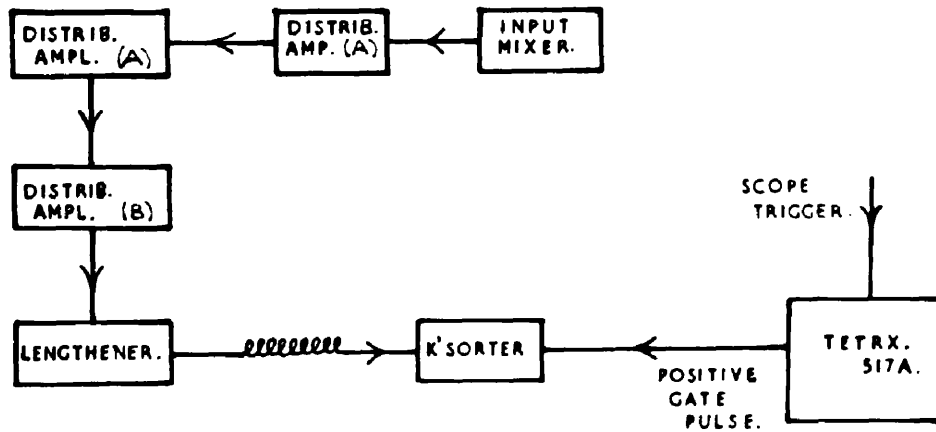 DISTRIB.
AMPL. (A)
DISTRIB.
AMP. (A)
INPUT
MIXER.
DISTRIB.
AMPL. (B)
SCOPE
TRIGGER.
LENGTHENER.
K'SORTER
TETRX.
517A.
POSITIVE
GATE
PULSE.